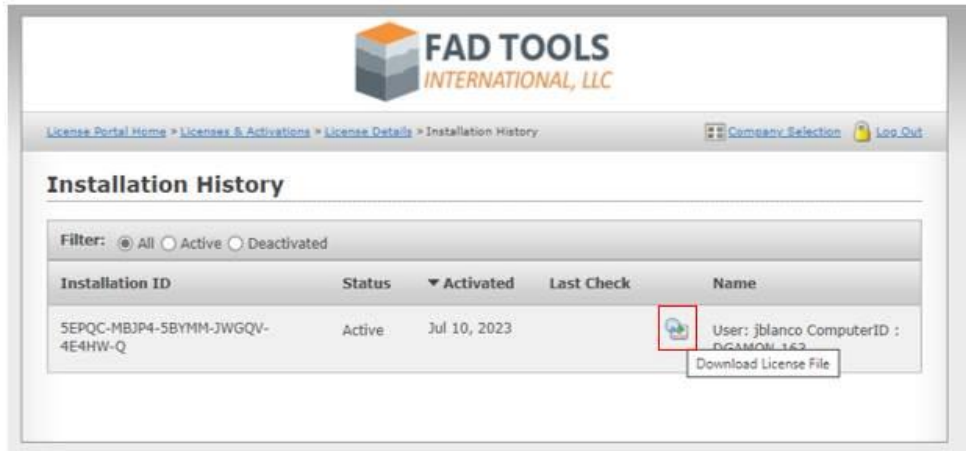 FAD TOOLS
INTERNATIONAL, LLC
License Portal Home > Licenses & Activations > License Details > Installation History
Company Selection
Log Out
Installation History
Filter: All Active Deactivated
Installation ID Status Activated Last Check Name
5EPQC-MBJP4-5BYMM-JWGQV- Active Jul 10, 2023 User: jblanco ComputerID :
4E4HW-Q DGAMON-163
Download License File